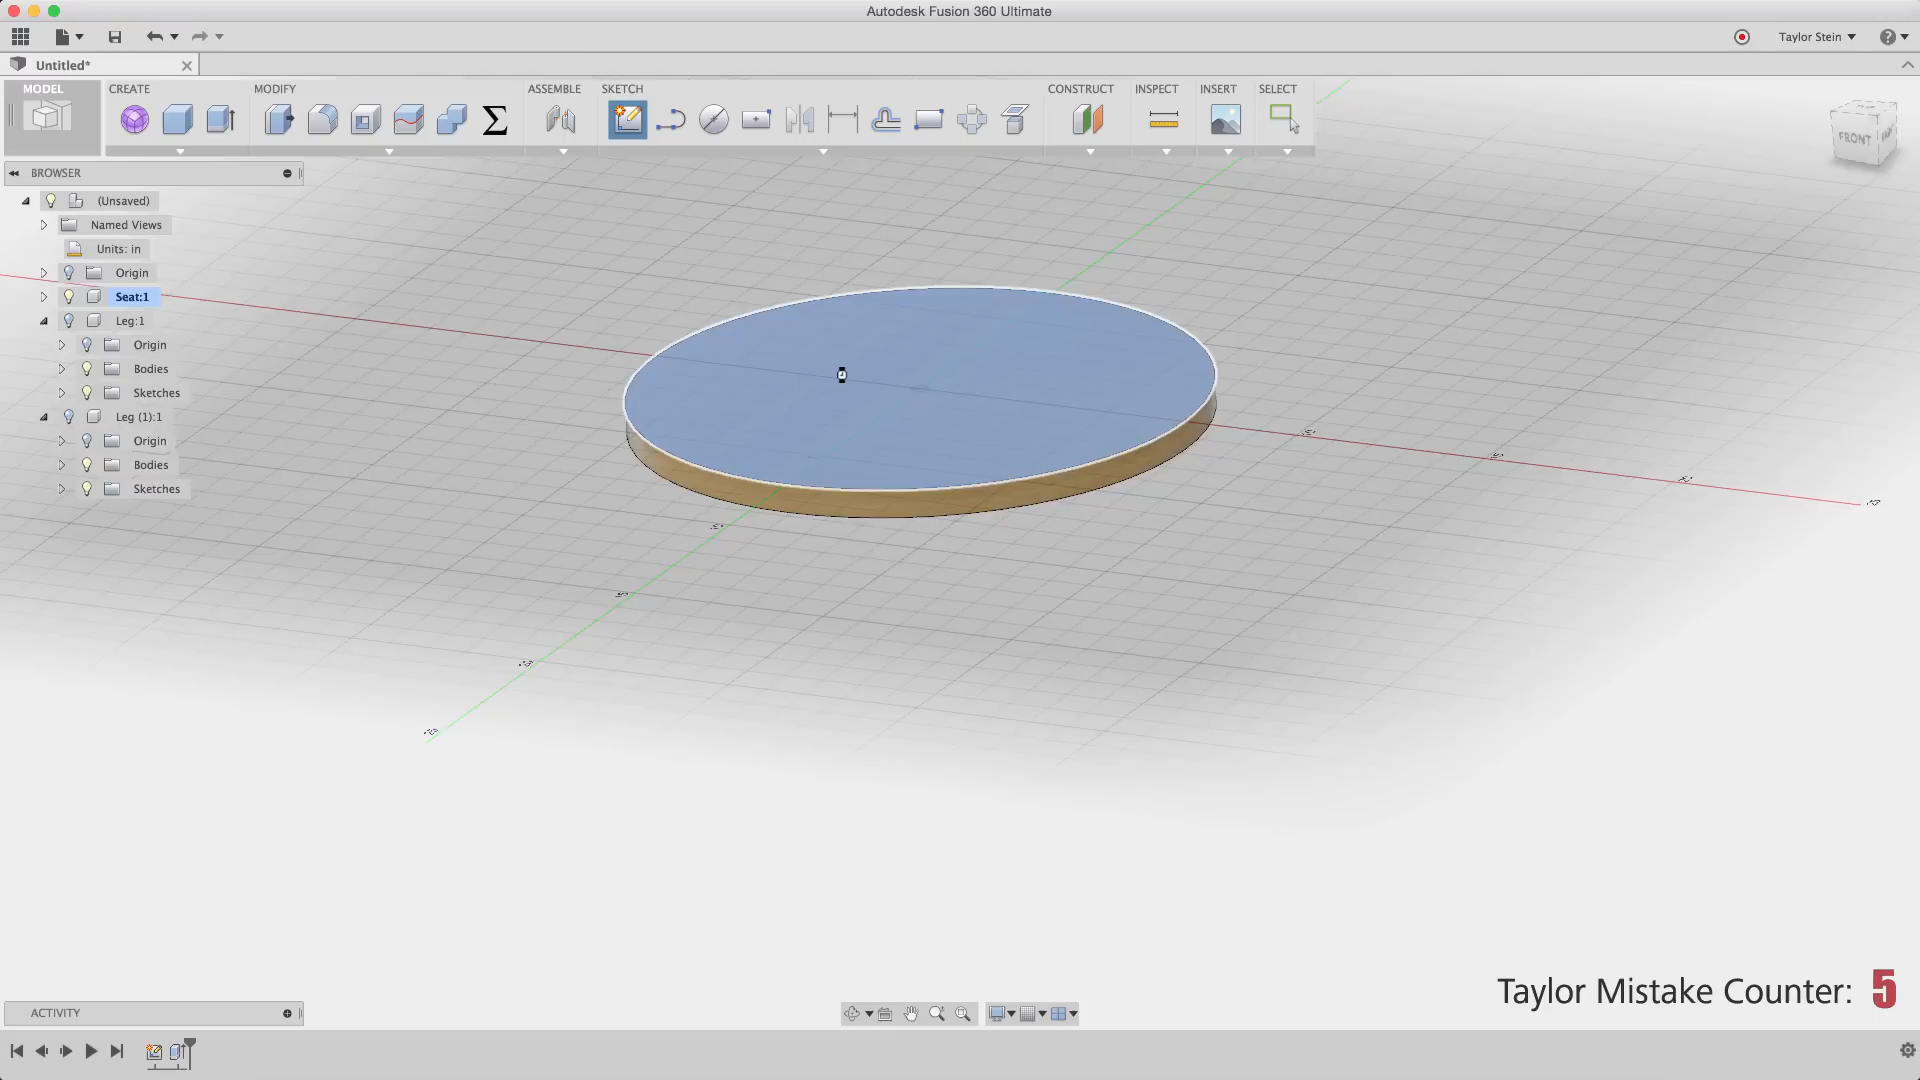 Autodesk Fusion 360 Ultimate
Taylor Stein
Untitled*
MODEL
CREATE
MODIFY
ASSEMBLE
SKETCH
CONSTRUCT
INSPECT
INSERT
SELECT
FRONT
BROWSER
(Unsaved)
Named Views
Units: in
Origin
Seat:1
Leg:1
Origin
Bodies
Sketches
Leg (1):1
Origin
Bodies
Sketches
Taylor Mistake Counter: 5
ACTIVITY